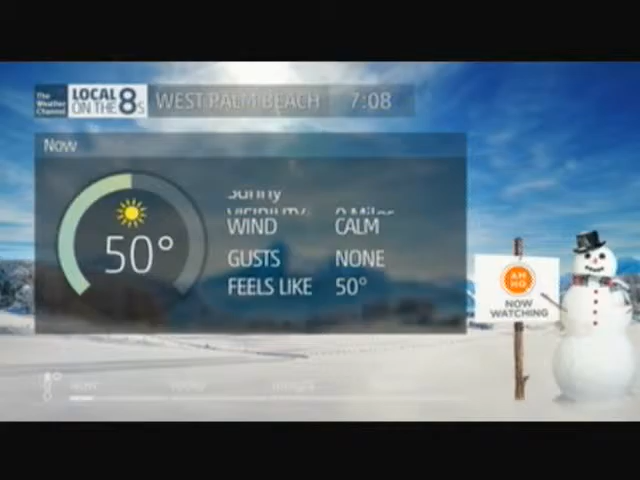 The
Weather
Channel
LOCAL
ON THE 8s
WEST PALM BEACH 7:08
Now
Sunny
50°
WIND CALM
GUSTS NONE
FEELS LIKE 50°
AM
HQ
NOW
WATCHING